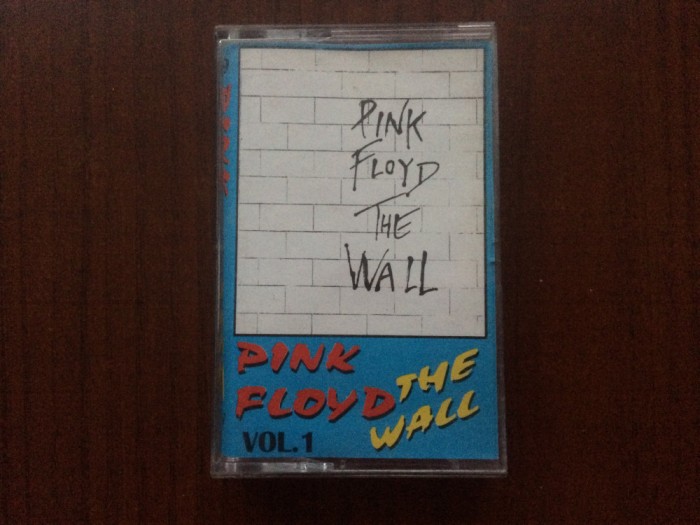 PINK
FLOYD
THE
WALL
PINK
FLOYD
THE
WALL
VOL.1